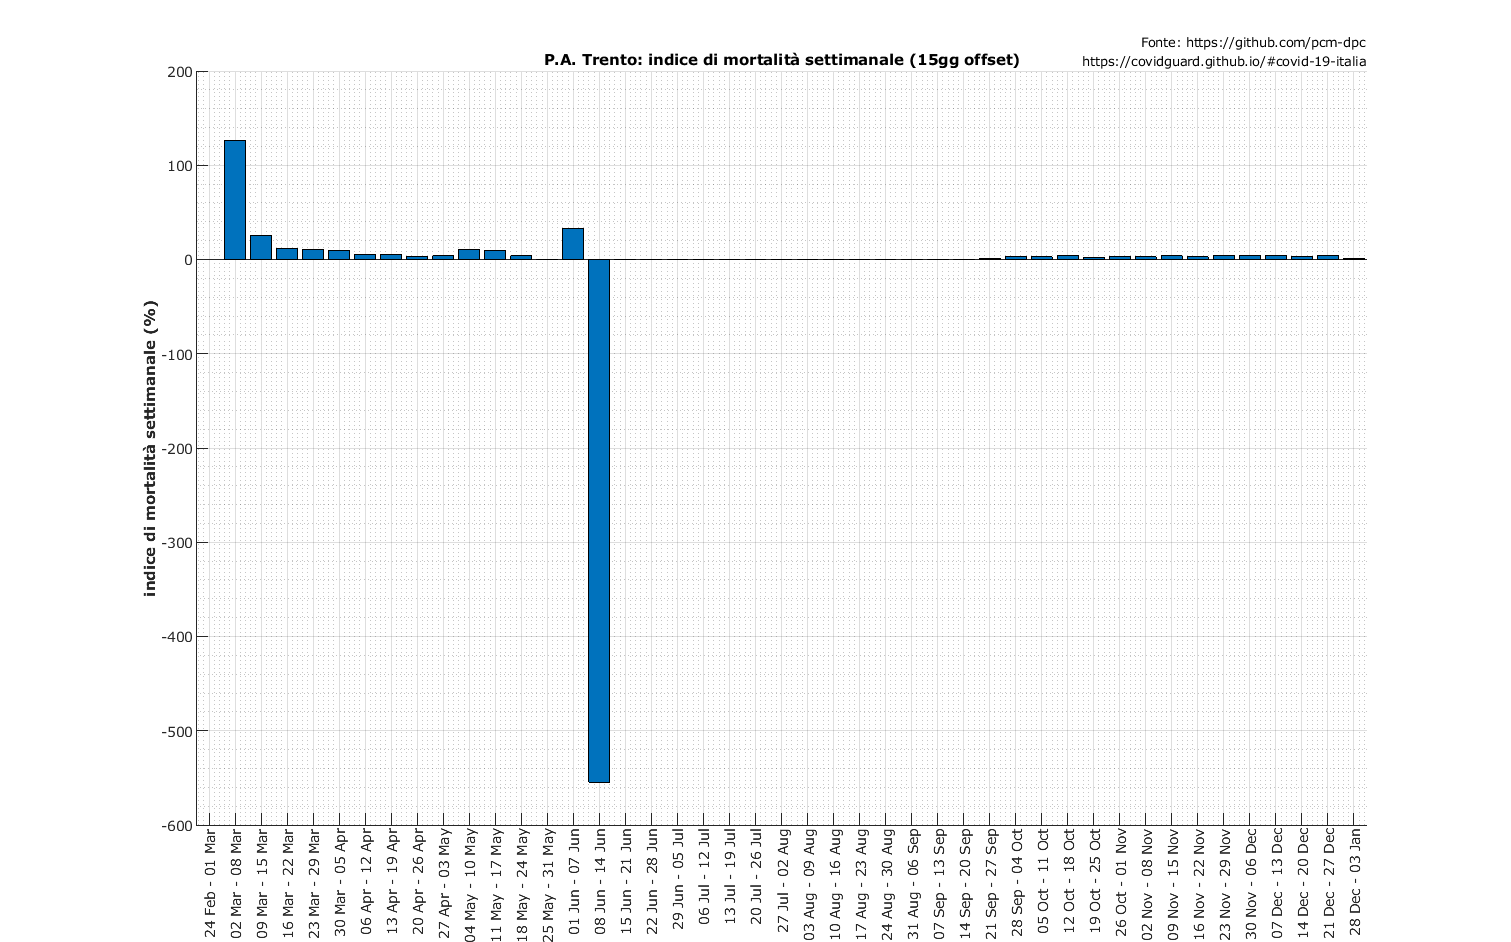 Fonte: https://github.com/pcm-dpc
https://covidguard.github.io/#covid-19-italia
P.A. Trento: indice di mortalità settimanale (15gg offset)
indice di mortalità settimanale (%)
200
100
0
-100
-200
-300
-400
-500
-600
24 Feb - 01 Mar
02 Mar - 08 Mar
09 Mar - 15 Mar
16 Mar - 22 Mar
23 Mar - 29 Mar
30 Mar - 05 Apr
06 Apr - 12 Apr
13 Apr - 19 Apr
20 Apr - 26 Apr
27 Apr - 03 May
04 May - 10 May
11 May - 17 May
18 May - 24 May
25 May - 31 May
01 Jun - 07 Jun
08 Jun - 14 Jun
15 Jun - 21 Jun
22 Jun - 28 Jun
29 Jun - 05 Jul
06 Jul - 12 Jul
13 Jul - 19 Jul
20 Jul - 26 Jul
27 Jul - 02 Aug
03 Aug - 09 Aug
10 Aug - 16 Aug
17 Aug - 23 Aug
24 Aug - 30 Aug
31 Aug - 06 Sep
07 Sep - 13 Sep
14 Sep - 20 Sep
21 Sep - 27 Sep
28 Sep - 04 Oct
05 Oct - 11 Oct
12 Oct - 18 Oct
19 Oct - 25 Oct
26 Oct - 01 Nov
02 Nov - 08 Nov
09 Nov - 15 Nov
16 Nov - 22 Nov
23 Nov - 29 Nov
30 Nov - 06 Dec
07 Dec - 13 Dec
14 Dec - 20 Dec
21 Dec - 27 Dec
28 Dec - 03 Jan